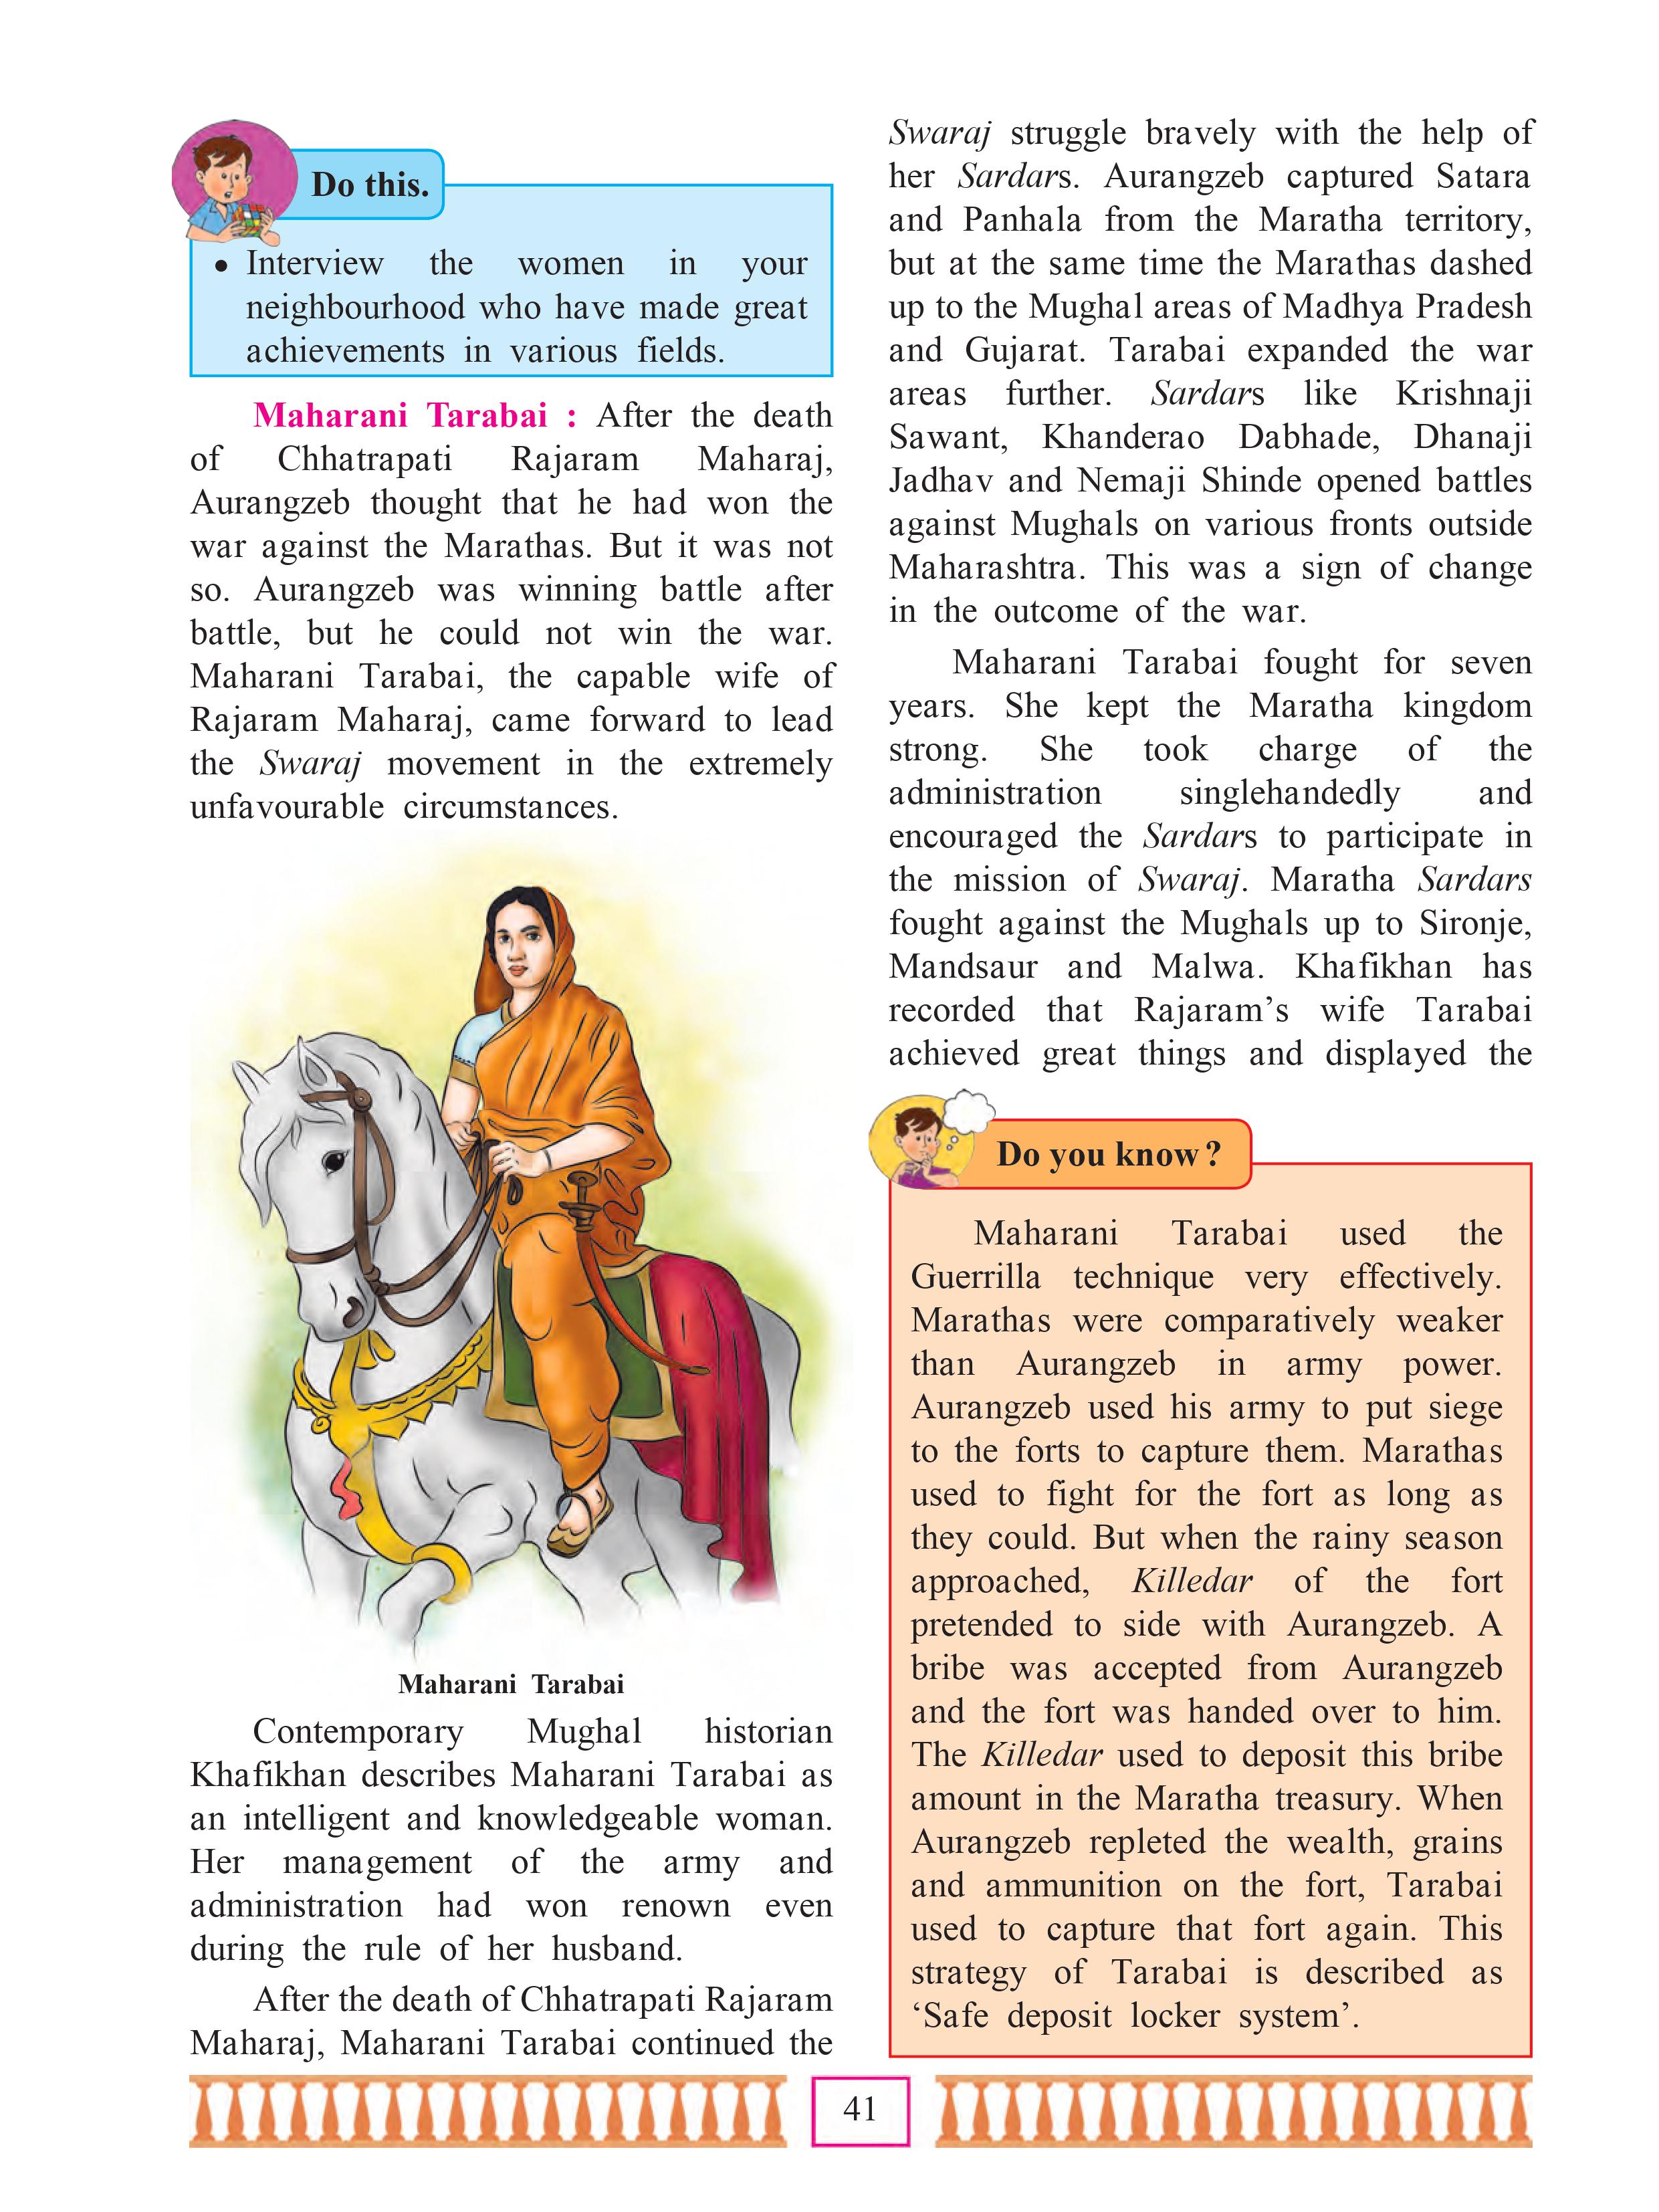 Do this.
• Interview the women in your
neighbourhood who have made great
achievements in various fields.
Maharani Tarabai : After the death
of Chhatrapati Rajaram Maharaj,
Aurangzeb thought that he had won the
war against the Marathas. But it was not
so. Aurangzeb was winning battle after
battle, but he could not win the war.
Maharani Tarabai, the capable wife of
Rajaram Maharaj, came forward to lead
the Swaraj movement in the extremely
unfavourable circumstances.
Maharani Tarabai
Contemporary Mughal historian
Khafikhan describes Maharani Tarabai as
an intelligent and knowledgeable woman.
Her management of the army and
administration had won renown even
during the rule of her husband.
After the death of Chhatrapati Rajaram
Maharaj, Maharani Tarabai continued the
Swaraj struggle bravely with the help of
her Sardars. Aurangzeb captured Satara
and Panhala from the Maratha territory,
but at the same time the Marathas dashed
up to the Mughal areas of Madhya Pradesh
and Gujarat. Tarabai expanded the war
areas further. Sardars like Krishnaji
Sawant, Khanderao Dabhade, Dhanaji
Jadhav and Nemaji Shinde opened battles
against Mughals on various fronts outside
Maharashtra. This was a sign of change
in the outcome of the war.
Maharani Tarabai fought for seven
years. She kept the Maratha kingdom
strong. She took charge of the
administration singlehandedly and
encouraged the Sardars to participate in
the mission of Swaraj. Maratha Sardars
fought against the Mughals up to Sironje,
Mandsaur and Malwa. Khafikhan has
recorded that Rajaram’s wife Tarabai
achieved great things and displayed the
Do you know?
Maharani Tarabai used the
Guerrilla technique very effectively.
Marathas were comparatively weaker
than Aurangzeb in army power.
Aurangzeb used his army to put siege
to the forts to capture them. Marathas
used to fight for the fort as long as
they could. But when the rainy season
approached, Killedar of the fort
pretended to side with Aurangzeb. A
bribe was accepted from Aurangzeb
and the fort was handed over to him.
The Killedar used to deposit this bribe
amount in the Maratha treasury. When
Aurangzeb repleted the wealth, grains
and ammunition on the fort, Tarabai
used to capture that fort again. This
strategy of Tarabai is described as
‘Safe deposit locker system’.
41